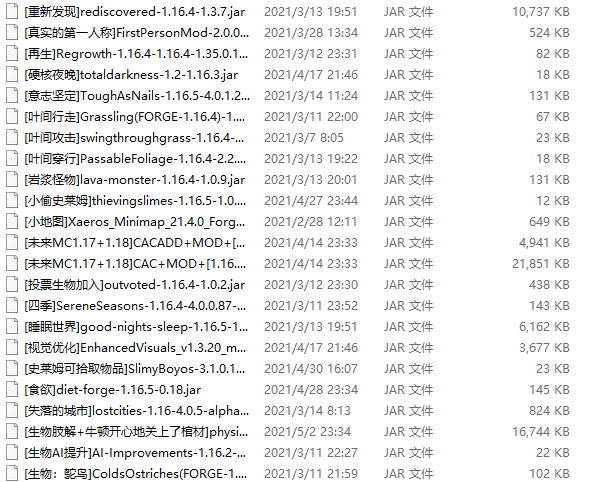 [重新发现]rediscovered-1.16.4-1.3.7.jar 2021/3/13 19:51 JAR 文件 10,737 KB
[真实的第一人称]FirstPersonMod-2.0.0... 2021/3/28 13:34 JAR 文件 524 KB
[再生]Regrowth-1.16.4-1.16.4-1.35.0.1... 2021/3/12 23:31 JAR 文件 82 KB
[硬核夜晚]totaldarkness-1.2-1.16.3.jar 2021/4/17 21:46 JAR 文件 18 KB
[意志坚定]ToughAsNails-1.16.5-4.0.1.2... 2021/3/14 11:24 JAR 文件 131 KB
[叶间行走]Grassling(FORGE-1.16.4)-1.... 2021/3/11 22:00 JAR 文件 67 KB
[叶间攻击]swingthroughgrass-1.16.4-... 2021/3/7 8:05 JAR 文件 23 KB
[叶间穿行]PassableFoliage-1.16.4-2.2.... 2021/3/13 19:22 JAR 文件 18 KB
[岩浆怪物]lava-monster-1.16.4-1.0.9.jar 2021/3/13 20:01 JAR 文件 131 KB
[小偷史莱姆]thievingslimes-1.16.5-1.0.... 2021/4/27 23:44 JAR 文件 12 KB
[小地图]Xaeros_Minimap_21.4.0_Forg... 2021/2/28 12:11 JAR 文件 649 KB
[未来MC1.17+1.18]CACADD+MOD+[... 2021/4/14 23:33 JAR 文件 4,941 KB
[未来MC1.17+1.18]CAC+MOD+[1.16.... 2021/4/14 23:33 JAR 文件 21,851 KB
[投票生物加入]outvoted-1.16.4-1.0.2.jar 2021/3/12 23:30 JAR 文件 438 KB
[四季]SereneSeasons-1.16.4-4.0.0.87-... 2021/3/11 23:52 JAR 文件 143 KB
[睡眠世界]good-nights-sleep-1.16.5-1... 2021/3/13 19:51 JAR 文件 6,162 KB
[视觉优化]EnhancedVisuals_v1.3.20_m... 2021/4/17 21:46 JAR 文件 3,677 KB
[史莱姆可拾取物品]SlimyBoyos-3.1.0.1... 2021/4/30 16:07 JAR 文件 23 KB
[食欲]diet-forge-1.16.5-0.18.jar 2021/4/28 23:34 JAR 文件 145 KB
[失落的城市]lostcities-1.16-4.0.5-alpha... 2021/3/14 8:13 JAR 文件 824 KB
[生物肢解+牛顿开心地关上了棺材]physi... 2021/5/2 23:34 JAR 文件 16,744 KB
[生物AI提升]AI-Improvements-1.16.2-... 2021/3/11 22:27 JAR 文件 22 KB
[生物：鸵鸟]ColdsOstriches(FORGE-1.... 2021/3/11 21:59 JAR 文件 102 KB